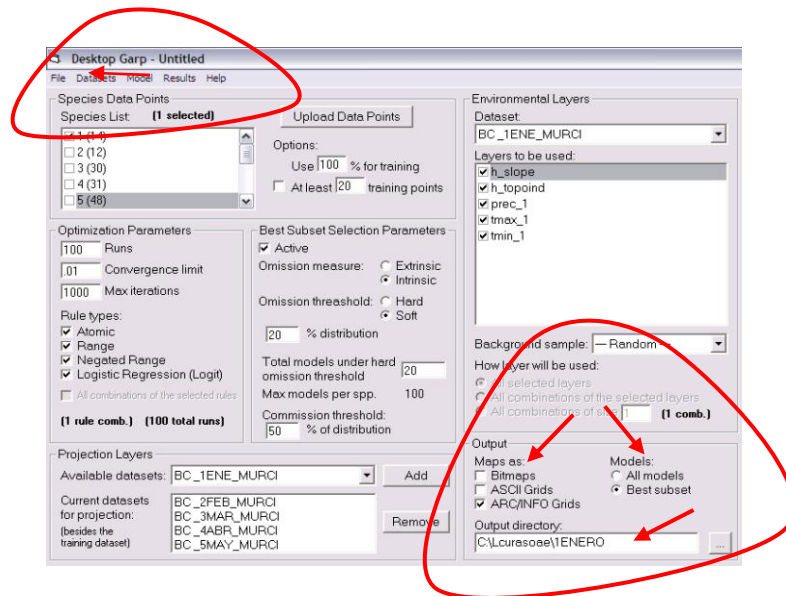 Desktop Garp - Untitled
File Datasets Model Results Help
Species Data Points
Species List: (1 selected)
1 (14)
2 (12)
3 (30)
4 (31)
5 (48)
Upload Data Points
Options:
Use 100 % for training
At least 20 training points
Optimization Parameters
100 Runs
.01 Convergence limit
1000 Max iterations
Rule types:
Atomic
Range
Negated Range
Logistic Regression (Logit)
All combinations of the selected rules
(1 rule comb.) (100 total runs)
Best Subset Selection Parameters
Active
Omission measure: Extrinsic
Intrinsic
Omission threashold: Hard
Soft
20 % distribution
Total models under hard
omission threshold 20
Max models per spp. 100
Commission threshold:
50 % of distribution
Projection Layers
Available datasets: BC_1ENE_MURCI Add
Current datasets
for projection:
(besides the
training dataset)
BC_2FEB_MURCI
BC_3MAR_MURCI
BC_4ABR_MURCI
BC_5MAY_MURCI
Remove
Environmental Layers
Dataset:
BC_1ENE_MURCI
Layers to be used:
h_slope
h_topoind
prec_1
tmax_1
tmin_1
Background sample: --- Random ---
How layer will be used:
All selected layers
All combinations of the selected layers
All combinations of size 1 (1 comb.)
Output
Maps as:
Bitmaps
ASCII Grids
ARC/INFO Grids
Models:
All models
Best subset
Output directory:
C:\Lcurasoae\1ENERO ...